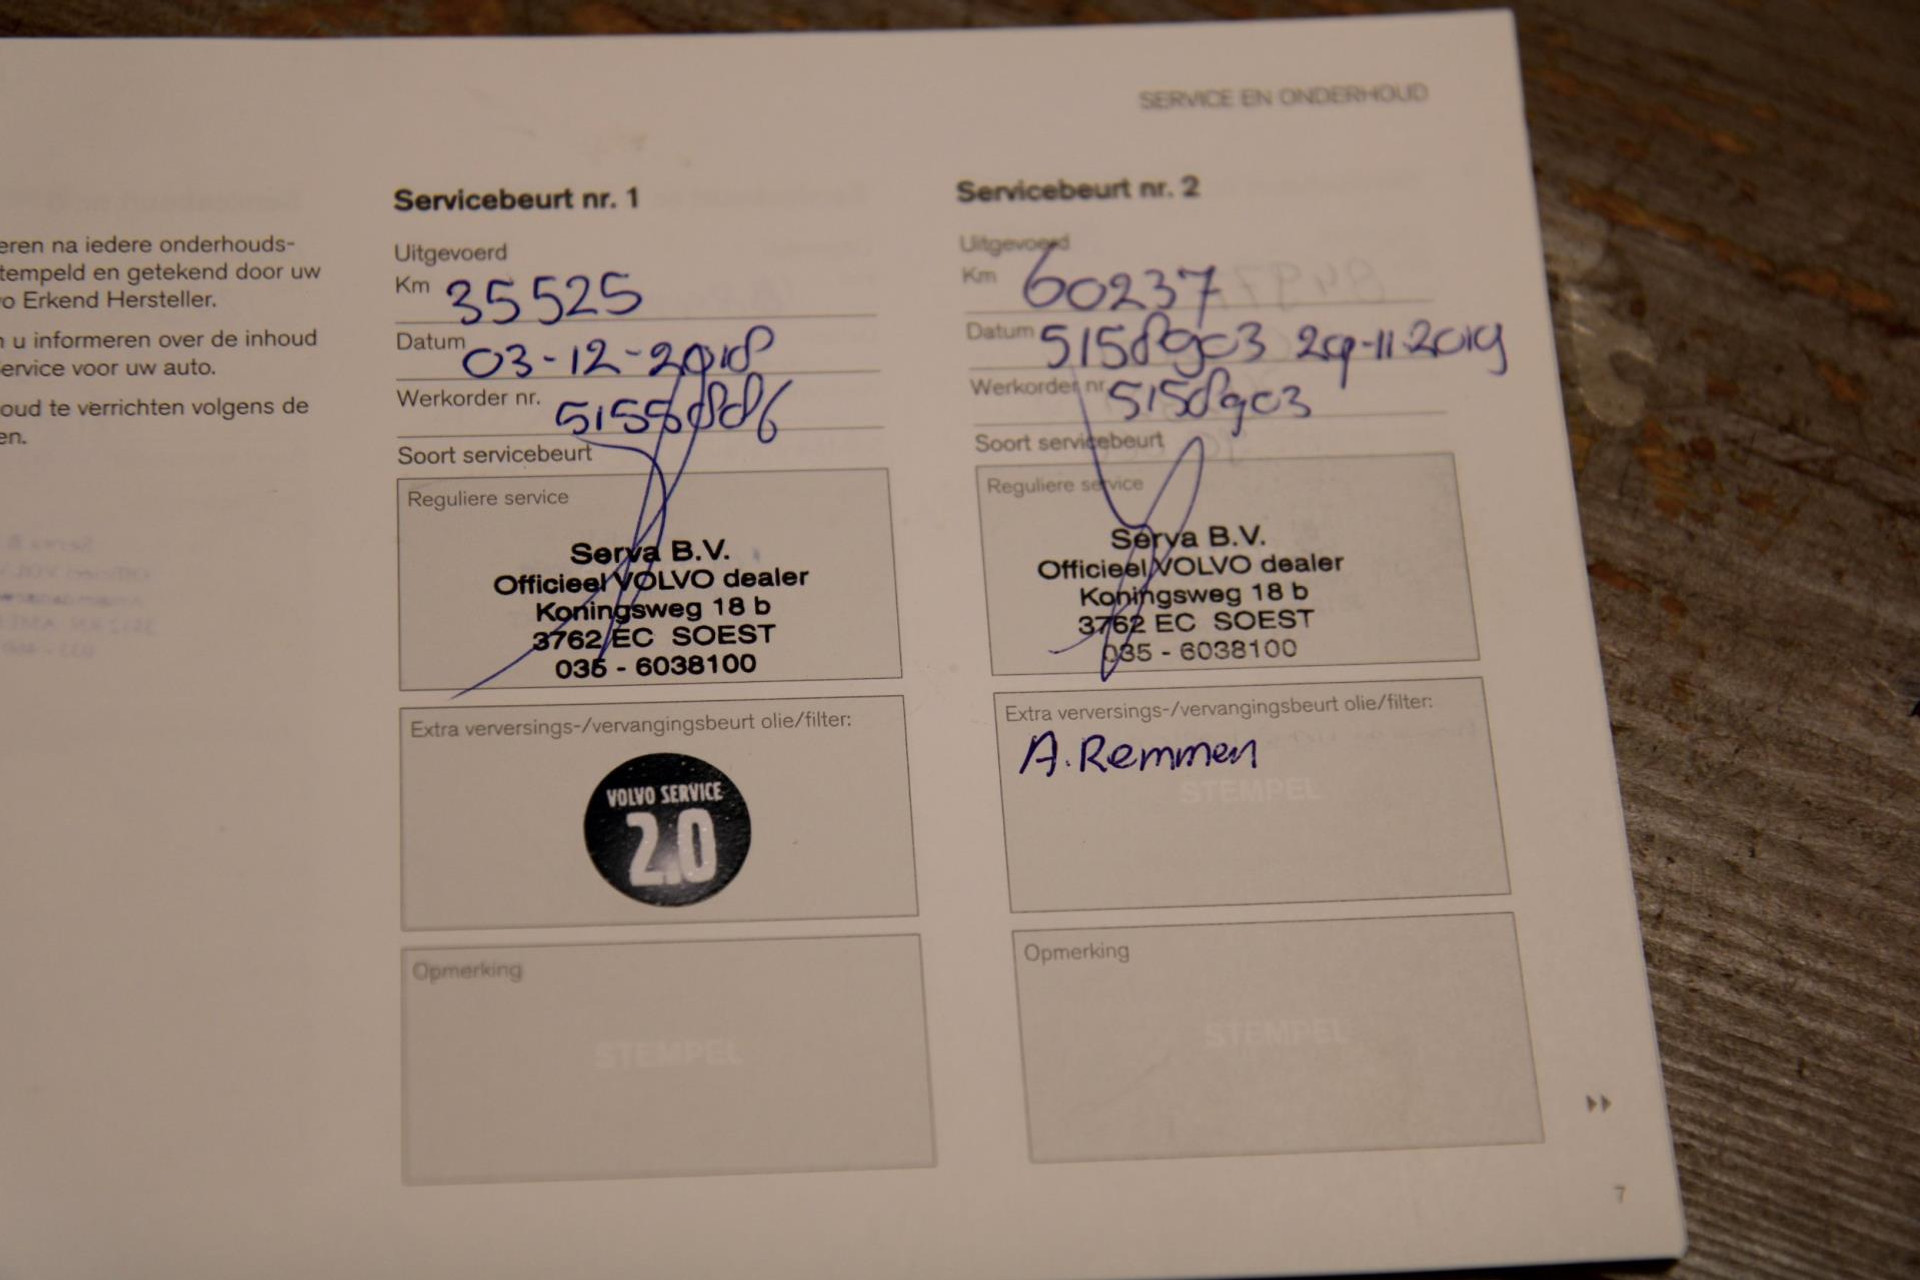 SERVICE EN ONDERHOUD
eren na iedere onderhouds-
tempeld en getekend door uw
vo Erkend Hersteller.
n u informeren over de inhoud
ervice voor uw auto.
oud te verrichten volgens de
en.
Servicebeurt nr. 1
Uitgevoerd
Km 35525
Datum 03-12-2018
Werkorder nr. 5155886
Soort servicebeurt
Reguliere service
Serva B.V.
Officieel VOLVO dealer
Koningsweg 18 b
3762 EC SOEST
035 - 6038100
Extra verversings-/vervangingsbeurt olie/filter:
VOLVO SERVICE
2.0
Opmerking
STEMPEL
Servicebeurt nr. 2
Uitgevoerd
Km 60237
Datum 5158903 29-11-2019
Werkorder nr. 5158903
Soort servicebeurt
Reguliere service
Serva B.V.
Officieel VOLVO dealer
Koningsweg 18 b
3762 EC SOEST
035 - 6038100
Extra verversings-/vervangingsbeurt olie/filter:
A. Remmen
STEMPEL
Opmerking
STEMPEL
7